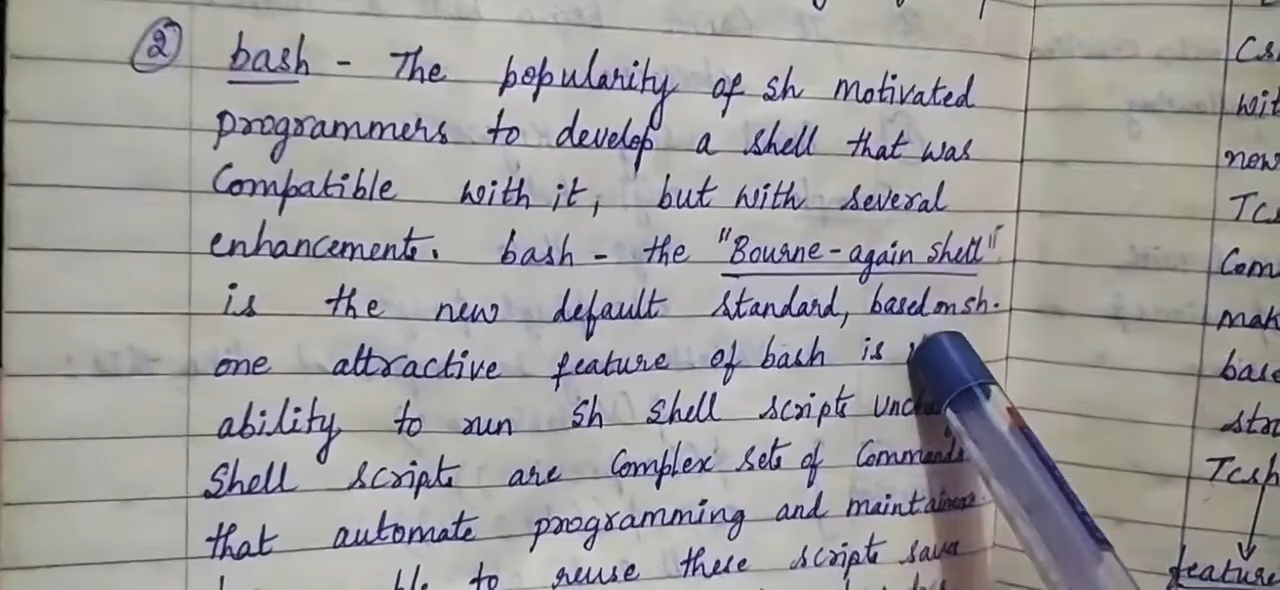 ② bash - The popularity of sh motivated
programmers to develop a shell that was
Compatible with it, but with several
enhancements. bash - the "Bourne-again shell"
is the new default standard, based on sh.
one attractive feature of bash is
ability to run sh shell scripts
Shell scripts are Complex sets of Commands
that automate programming and
to reuse these scripts
Tcsh
feature